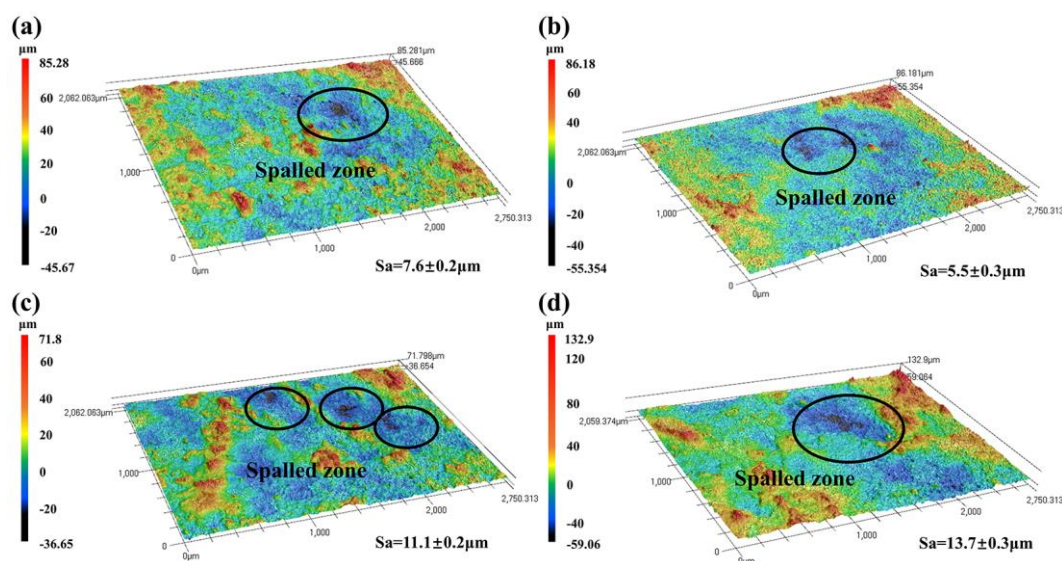 (a)
μm
85.28
60
40
20
0
-20
-45.67
85.281μm
45.666
2,062.063μm
1,000
0
0μm
1,000
2,000
2,750.313
Spalled zone
Sa=7.6±0.2μm
(b)
μm
86.18
40
0
-20
-40
-55.354
86.181μm
55.354
2,062.063μm
1,000
0
0μm
1,000
2,000
2,750.313
Spalled zone
Sa=5.5±0.3μm
(c)
μm
71.8
60
40
20
0
-20
-36.65
71.798μm
36.654
2,062.063μm
1,000
0
0μm
1,000
2,000
2,750.313
Spalled zone
Sa=11.1±0.2μm
(d)
μm
132.9
120
80
40
0
-40
-59.06
132.9μm
59.064
2,059.374μm
1,000
0
0μm
1,000
2,000
2,750.313
Spalled zone
Sa=13.7±0.3μm